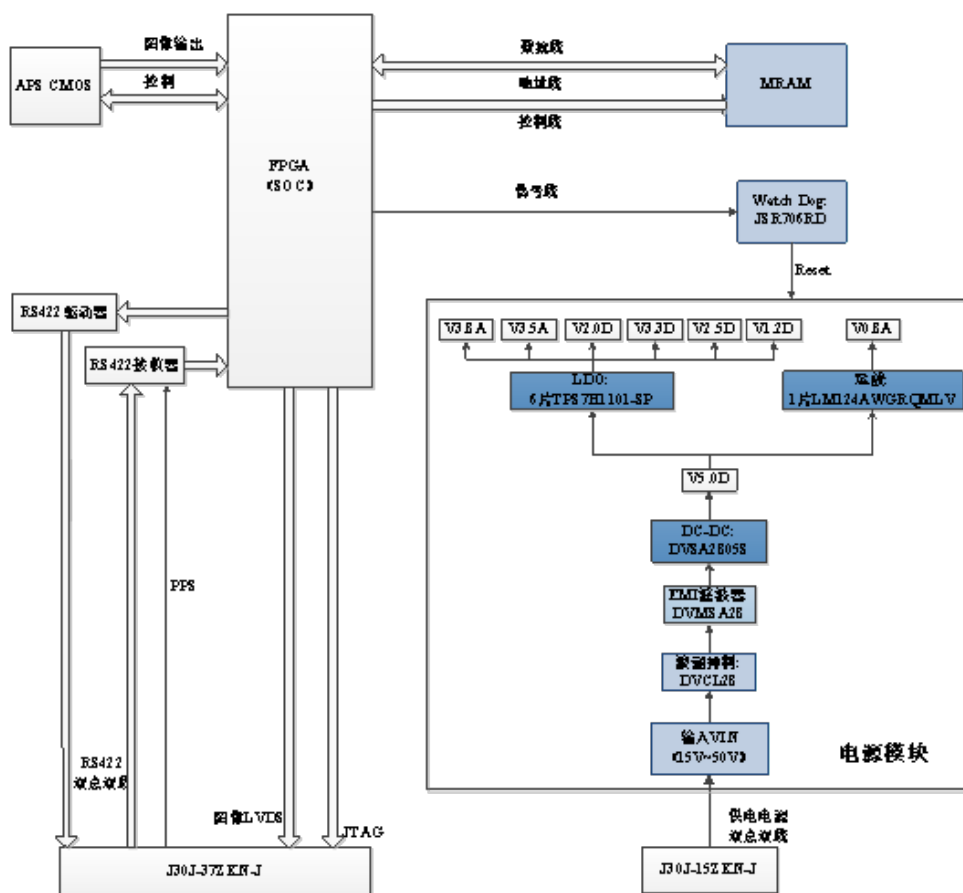 图像输出
数据线
APS CMOS
控制
地址线
MRAM
控制线
FPGA
(SOC)
信号线
Watch Dog:
JSR706RD
Reset
RS422驱动器
RS422接收器
V3.8A
V3.5A
V2.0D
V3.3D
V2.5D
V1.2D
V0.8A
LDO:
6片TPS7H1101-SP
运放
1片LM124AWGRQMLV
V5.0D
DC-DC:
DVSA2805S
PPS
EMI滤波器
DVMSA28
浪涌抑制:
DVCL28
输入VIN
(15V~50V)
电源模块
RS422
双点双线
图像LVDS
JTAG
供电电源
双点双线
J30J-37ZKN-J
J30J-15ZKN-J